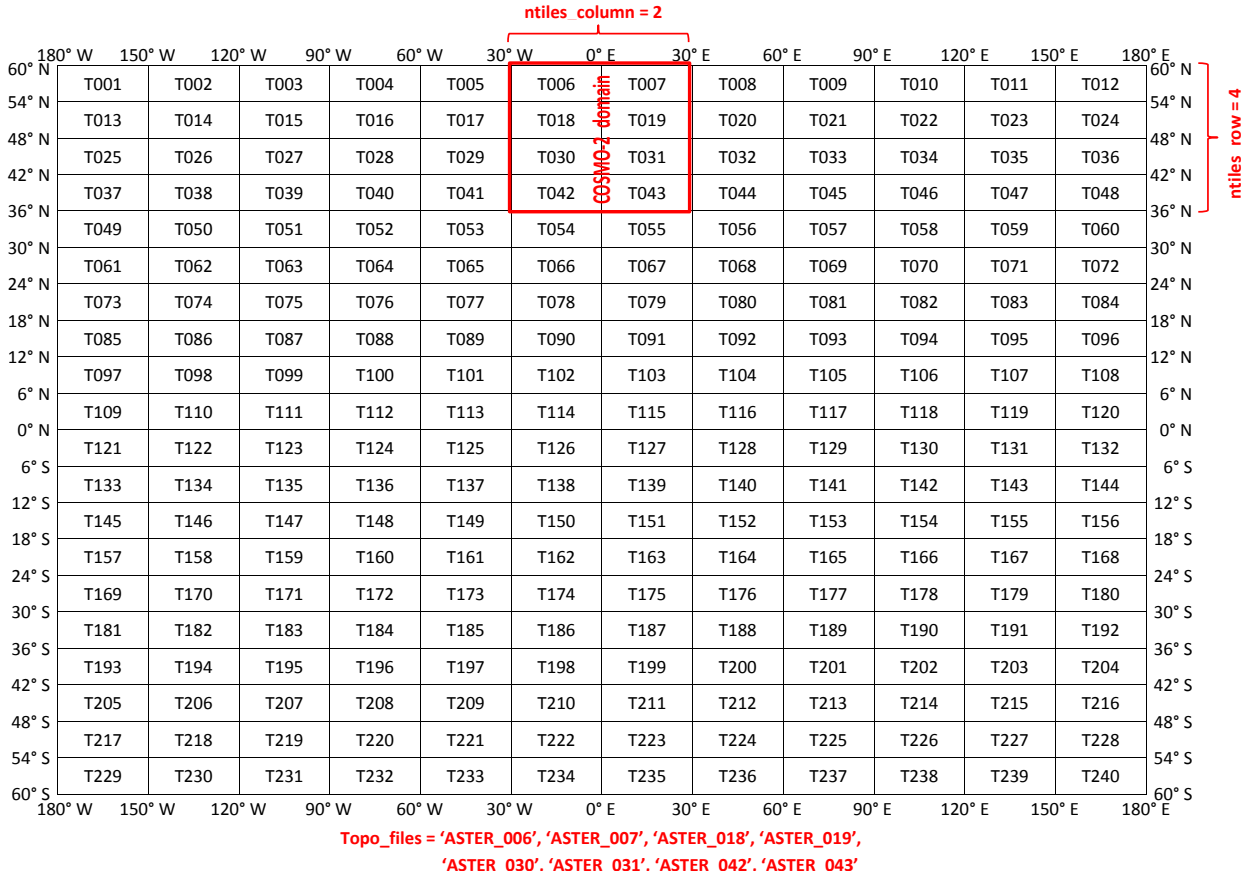 ntiles_column = 2
180° W 150° W 120° W 90° W 60° W 30° W 0° E 30° E 60° E 90° E 120° E 150° E 180° E
60° N 60° N
T001 T002 T003 T004 T005 T006 T007 T008 T009 T010 T011 T012
54° N 54° N
T013 T014 T015 T016 T017 T018 T019 T020 T021 T022 T023 T024
48° N 48° N
T025 T026 T027 T028 T029 T030 T031 T032 T033 T034 T035 T036
42° N 42° N
T037 T038 T039 T040 T041 T042 T043 T044 T045 T046 T047 T048
36° N 36° N
COSMO-2 domain
ntiles_row = 4
T049 T050 T051 T052 T053 T054 T055 T056 T057 T058 T059 T060
30° N 30° N
T061 T062 T063 T064 T065 T066 T067 T068 T069 T070 T071 T072
24° N 24° N
T073 T074 T075 T076 T077 T078 T079 T080 T081 T082 T083 T084
18° N 18° N
T085 T086 T087 T088 T089 T090 T091 T092 T093 T094 T095 T096
12° N 12° N
T097 T098 T099 T100 T101 T102 T103 T104 T105 T106 T107 T108
6° N 6° N
T109 T110 T111 T112 T113 T114 T115 T116 T117 T118 T119 T120
0° N 0° N
T121 T122 T123 T124 T125 T126 T127 T128 T129 T130 T131 T132
6° S 6° S
T133 T134 T135 T136 T137 T138 T139 T140 T141 T142 T143 T144
12° S 12° S
T145 T146 T147 T148 T149 T150 T151 T152 T153 T154 T155 T156
18° S 18° S
T157 T158 T159 T160 T161 T162 T163 T164 T165 T166 T167 T168
24° S 24° S
T169 T170 T171 T172 T173 T174 T175 T176 T177 T178 T179 T180
30° S 30° S
T181 T182 T183 T184 T185 T186 T187 T188 T189 T190 T191 T192
36° S 36° S
T193 T194 T195 T196 T197 T198 T199 T200 T201 T202 T203 T204
42° S 42° S
T205 T206 T207 T208 T209 T210 T211 T212 T213 T214 T215 T216
48° S 48° S
T217 T218 T219 T220 T221 T222 T223 T224 T225 T226 T227 T228
54° S 54° S
T229 T230 T231 T232 T233 T234 T235 T236 T237 T238 T239 T240
60° S 60° S
180° W 150° W 120° W 90° W 60° W 30° W 0° E 30° E 60° E 90° E 120° E 150° E 180° E
Topo_files = ‘ASTER_006’, ‘ASTER_007’, ‘ASTER_018’, ‘ASTER_019’,
‘ASTER_030’, ‘ASTER_031’, ‘ASTER_042’, ‘ASTER_043’